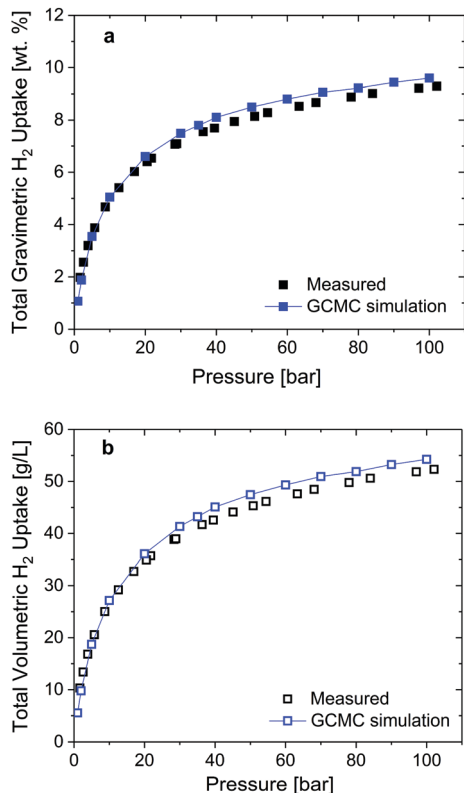 12
a
10
8
6
4
2
0
Total Gravimetric H₂ Uptake [wt. %]
Measured
GCMC simulation
0 20 40 60 80 100
Pressure [bar]
60
b
50
40
30
20
10
0
Total Volumetric H₂ Uptake [g/L]
Measured
GCMC simulation
0 20 40 60 80 100
Pressure [bar]